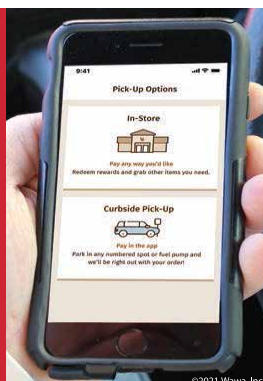 9:41
Pick-Up Options
In-Store
Pay any way you'd like
Redeem rewards and grab other items you need.
Curbside Pick-Up
Pay in the app
Park in any numbered spot or fuel pump and
we'll be right out with your order!
©2021 Wawa, Inc